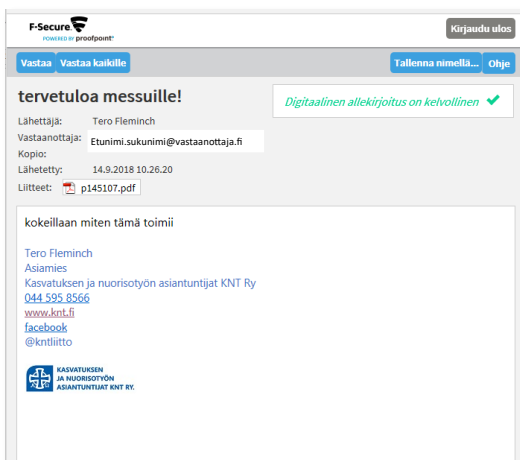 F-Secure
POWERED BY proofpoint
Kirjaudu ulos
Vastaa Vastaa kaikille Tallenna nimellä... Ohje
tervetuloa messuille!
Digitaalinen allekirjoitus on kelvollinen
Lähettäjä: Tero Fleminch
Vastaanottaja: Etunimi.sukunimi@vastaanottaja.fi
Kopio:
Lähetetty: 14.9.2018 10.26.20
Liitteet: p145107.pdf
kokeillaan miten tämä toimii
Tero Fleminch
Asiamies
Kasvatuksen ja nuorisotyön asiantuntijat KNT Ry
044 595 8566
www.knt.fi
facebook
@kntliitto
KASVATUKSEN
JA NUORISOTYÖN
ASIANTUNTIJAT KNT RY.